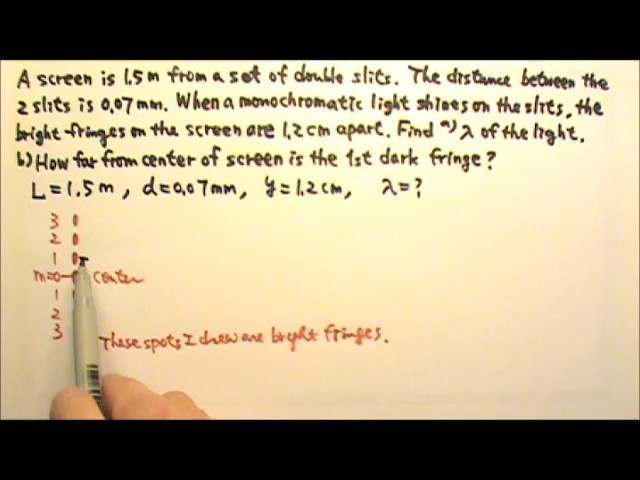 A screen is 1.5 m from a set of double slits. The distance between the
2 slits is 0.07 mm. When a monochromatic light shines on the slits, the
bright fringes on the screen are 1.2 cm apart. Find a) λ of the light.
b) How far from center of screen is the 1st dark fringe?
L = 1.5 m, d = 0.07 mm, y = 1.2 cm, λ = ?
3 0
2 0
1 0
m=0 center
1
2
3 These spots I drew are bright fringes.